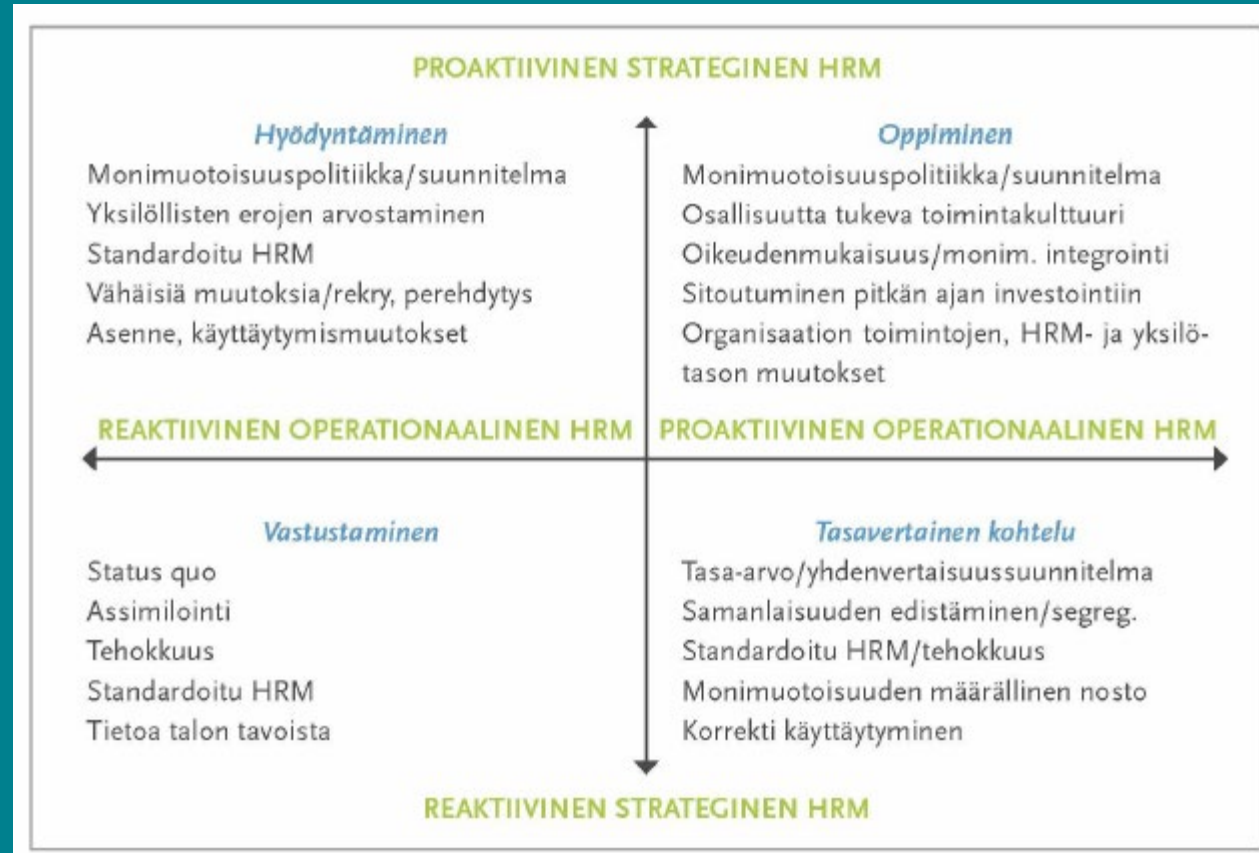 PROAKTIIVINEN STRATEGINEN HRM
Hyödyntäminen
Monimuotoisuuspolitiikka/suunnitelma
Yksilöllisten erojen arvostaminen
Standardoitu HRM
Vähäisiä muutoksia/rekry, perehdytys
Asenne, käyttäytymismuutokset
Oppiminen
Monimuotoisuuspolitiikka/suunnitelma
Osallisuutta tukeva toimintakulttuuri
Oikeudenmukaisuus/monim. integrointi
Sitoutuminen pitkän ajan investointiin
Organisaation toimintojen, HRM- ja yksilö-
tason muutokset
REAKTIIVINEN OPERATIONAALINEN HRM
PROAKTIIVINEN OPERATIONAALINEN HRM
Vastustaminen
Status quo
Assimilointi
Tehokkuus
Standardoitu HRM
Tietoa talon tavoista
Tasavertainen kohtelu
Tasa-arvo/yhdenvertaisuussuunnitelma
Samanlaisuuden edistäminen/segreg.
Standardoitu HRM/tehokkuus
Monimuotoisuuden määrällinen nosto
Korrekti käyttäytyminen
REAKTIIVINEN STRATEGINEN HRM